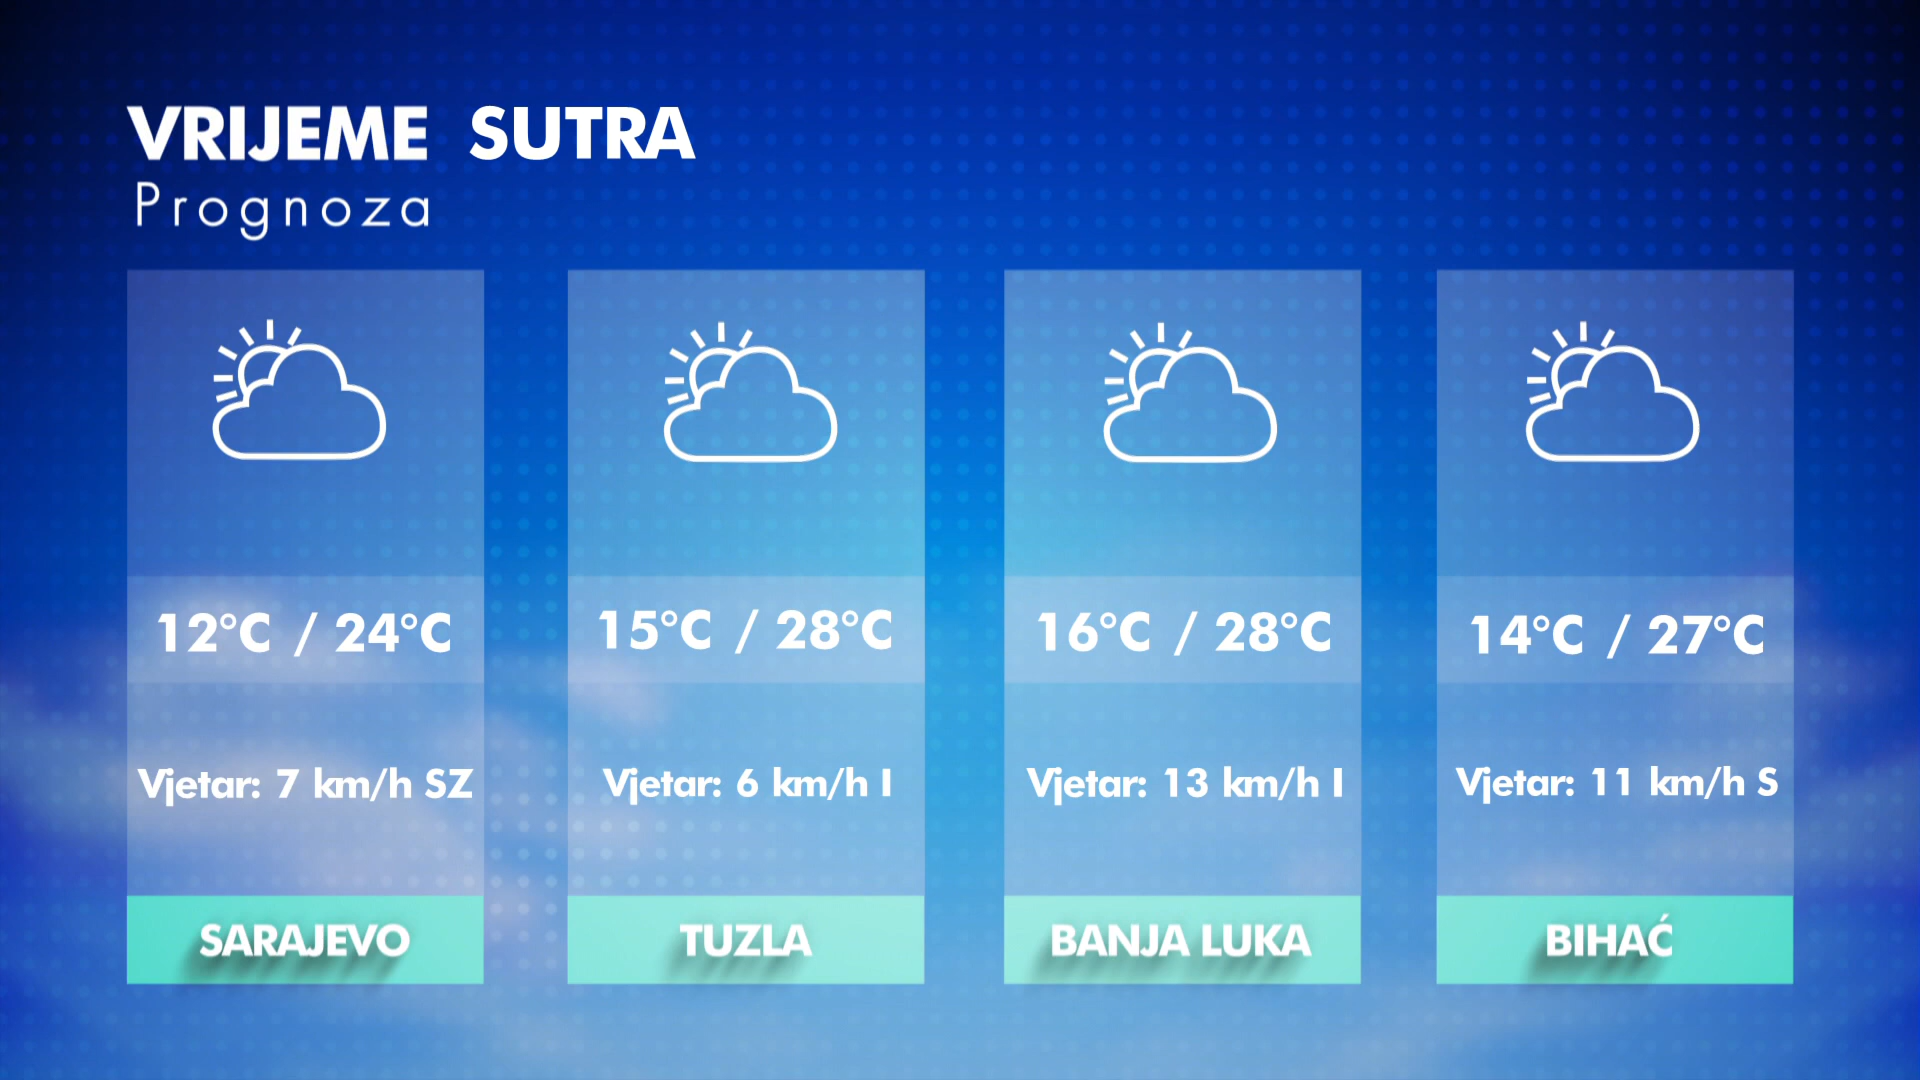 VRIJEME SUTRA
Prognoza
12°C / 24°C
Vjetar: 7 km/h SZ
SARAJEVO
15°C / 28°C
Vjetar: 6 km/h I
TUZLA
16°C / 28°C
Vjetar: 13 km/h I
BANJA LUKA
14°C / 27°C
Vjetar: 11 km/h S
BIHAĆ